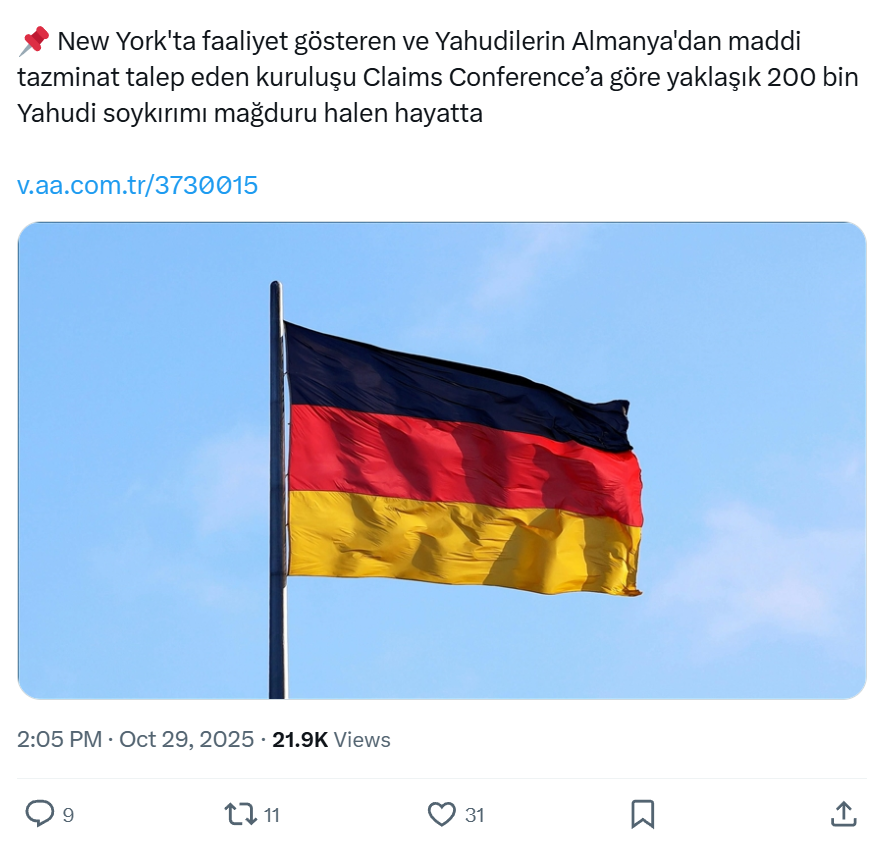 📌 New York'ta faaliyet gösteren ve Yahudilerin Almanya'dan maddi
tazminat talep eden kuruluşu Claims Conference’a göre yaklaşık 200 bin
Yahudi soykırımı mağduru halen hayatta
v.aa.com.tr/3730015
2:05 PM · Oct 29, 2025 · 21.9K Views
9 11 31